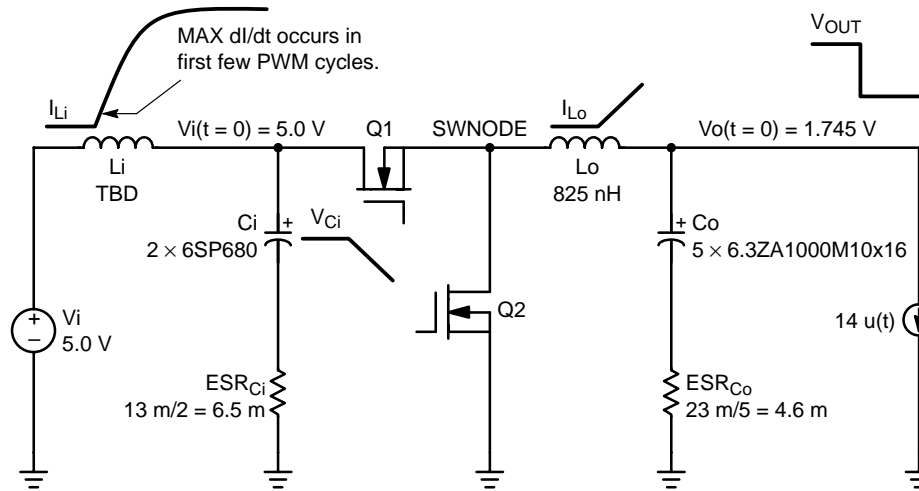 MAX dI/dt occurs in
first few PWM cycles.
V_OUT
I_Li
I_Lo
Vi(t = 0) = 5.0 V
Q1
SWNODE
Vo(t = 0) = 1.745 V
Li
TBD
Lo
825 nH
Ci
+
2 × 6SP680
V_Ci
+
Co
5 × 6.3ZA1000M10x16
Q2
+
−
Vi
5.0 V
14 u(t)
ESR_Ci
13 m/2 = 6.5 m
ESR_Co
23 m/5 = 4.6 m